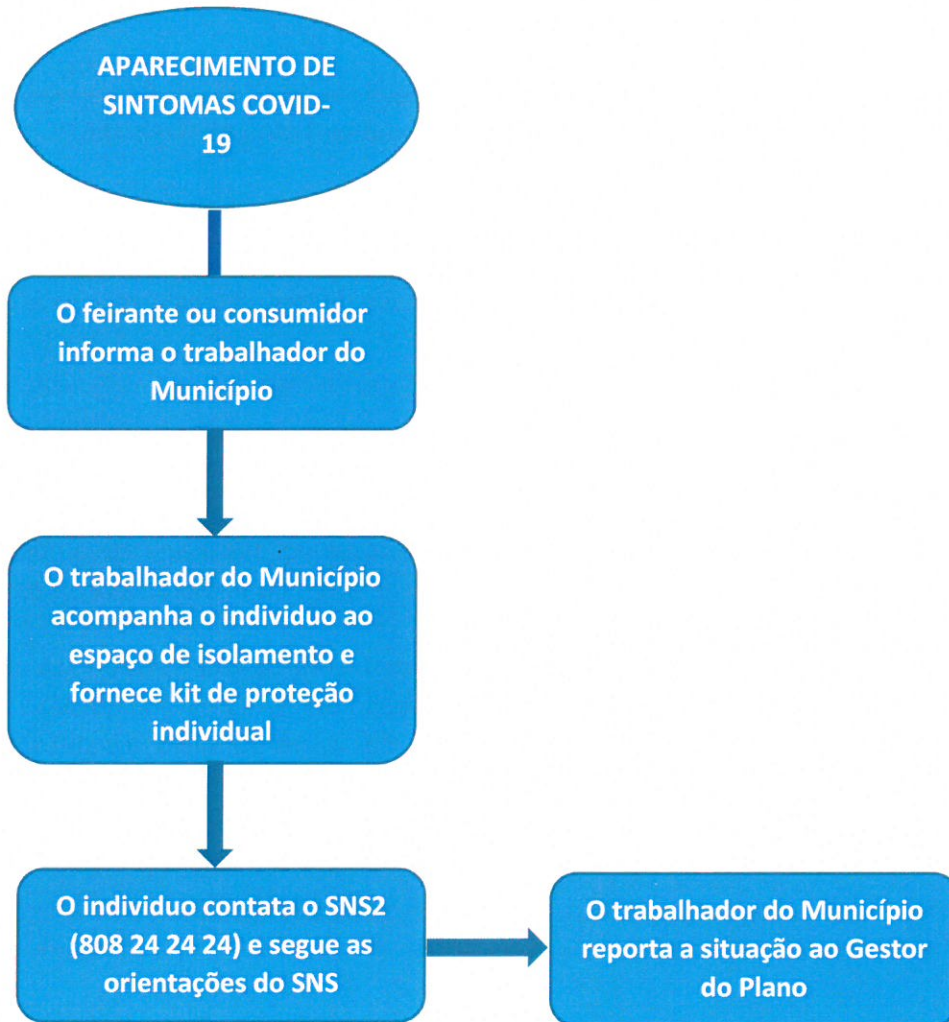 APARECIMENTO DE
SINTOMAS COVID-
19
O feirante ou consumidor
informa o trabalhador do
Município
O trabalhador do Município
acompanha o individuo ao
espaço de isolamento e
fornece kit de proteção
individual
O individuo contata o SNS2
(808 24 24 24) e segue as
orientações do SNS
O trabalhador do Município
reporta a situação ao Gestor
do Plano